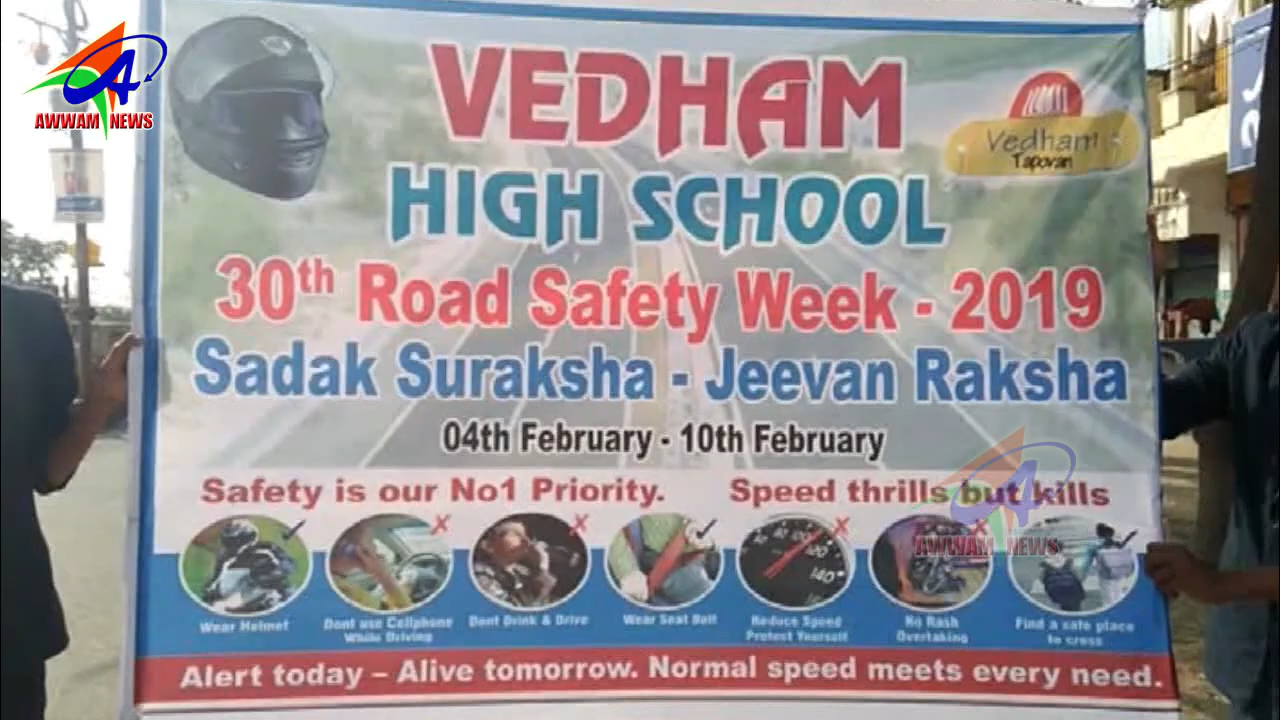 AWWAM NEWS
VEDHAM
Vedham
Tapovan
HIGH SCHOOL
30th Road Safety Week - 2019
Sadak Suraksha - Jeevan Raksha
04th February - 10th February
Safety is our No1 Priority.
Speed thrills but kills
AWWAM NEWS
Wear Helmet
Dont use Cellphone
While Driving
Dont Drink & Drive
Wear Seat Belt
Reduce Speed
Protect Yourself
No Rash
Overtaking
Find a safe place
to cross
Alert today – Alive tomorrow. Normal speed meets every need.